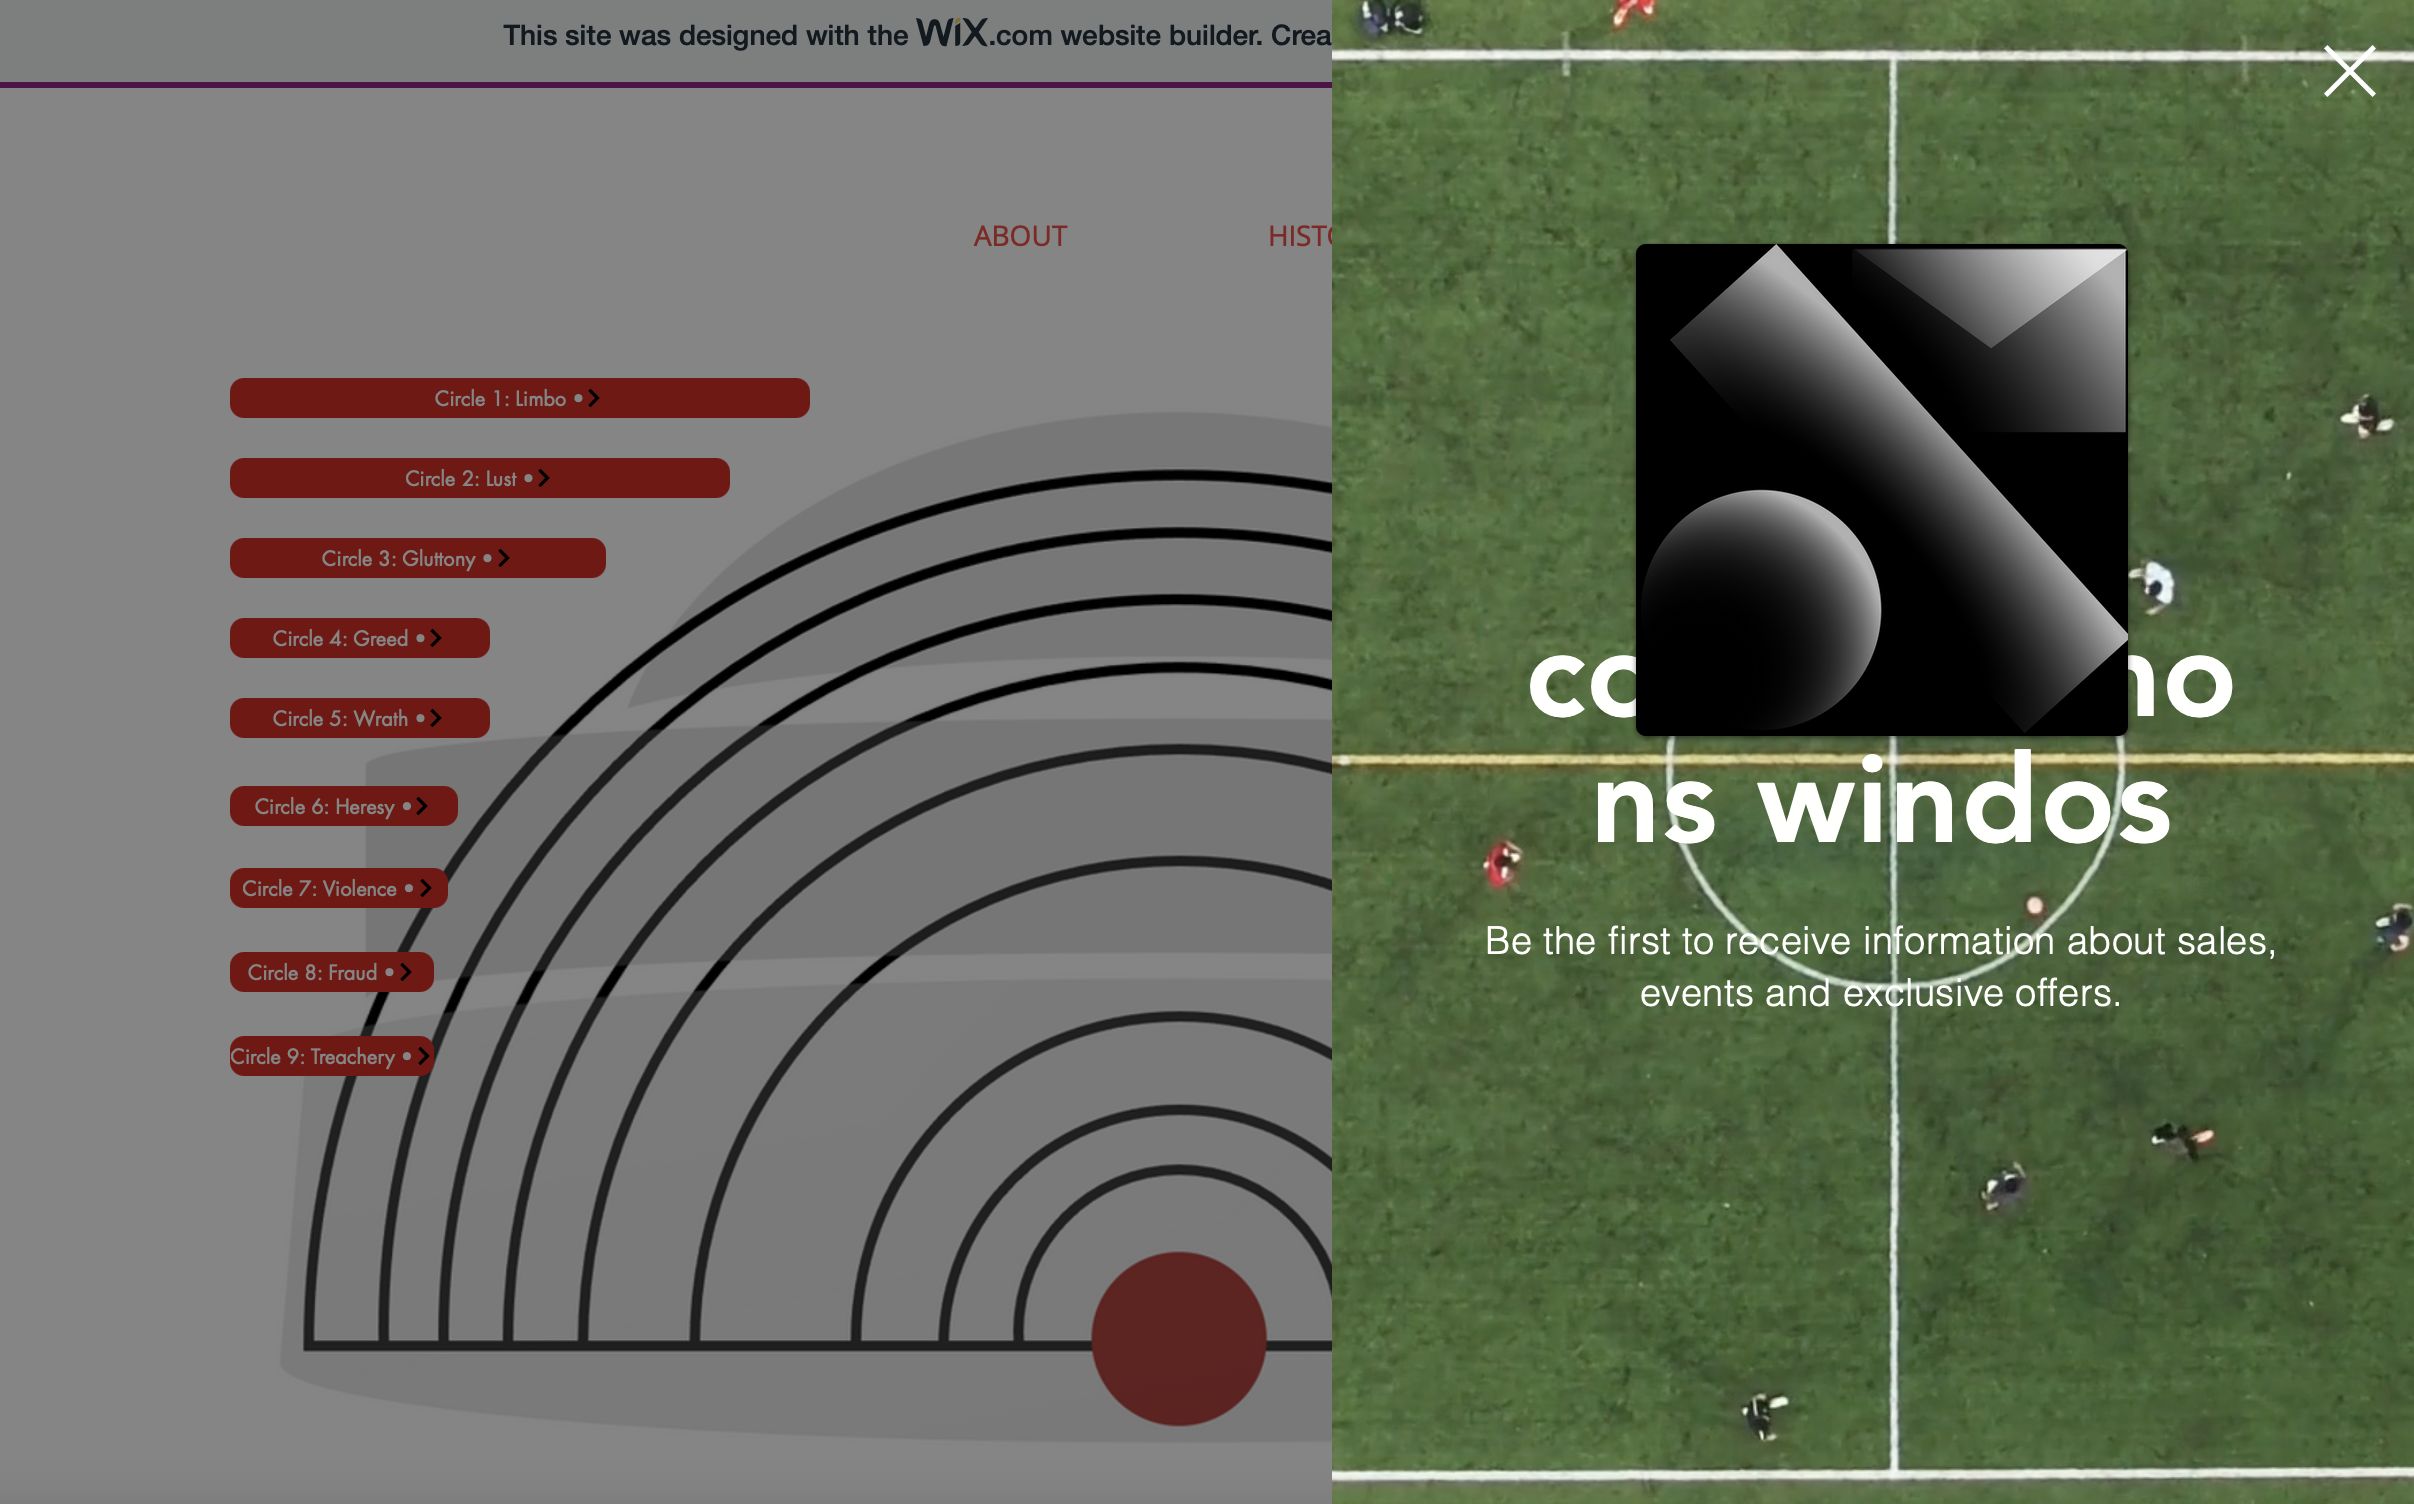 This site was designed with the WiX.com website builder. Crea
ABOUT
HISTO
Circle 1: Limbo •
Circle 2: Lust •
Circle 3: Gluttony •
Circle 4: Greed •
Circle 5: Wrath •
Circle 6: Heresy •
Circle 7: Violence •
Circle 8: Fraud •
Circle 9: Treachery •
ns windos
Be the first to receive information about sales,
events and exclusive offers.